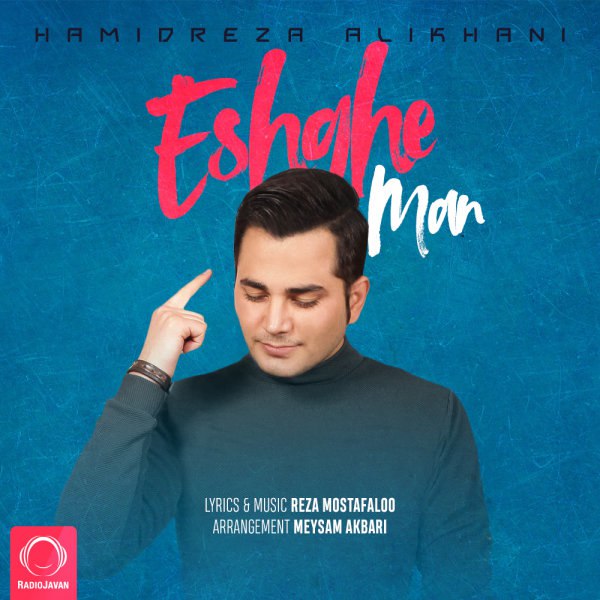 HAMIDREZA ALIKHANI
Eshghe
Man
LYRICS & MUSIC REZA MOSTAFALOO
ARRANGEMENT MEYSAM AKBARI
RADIOJAVAN